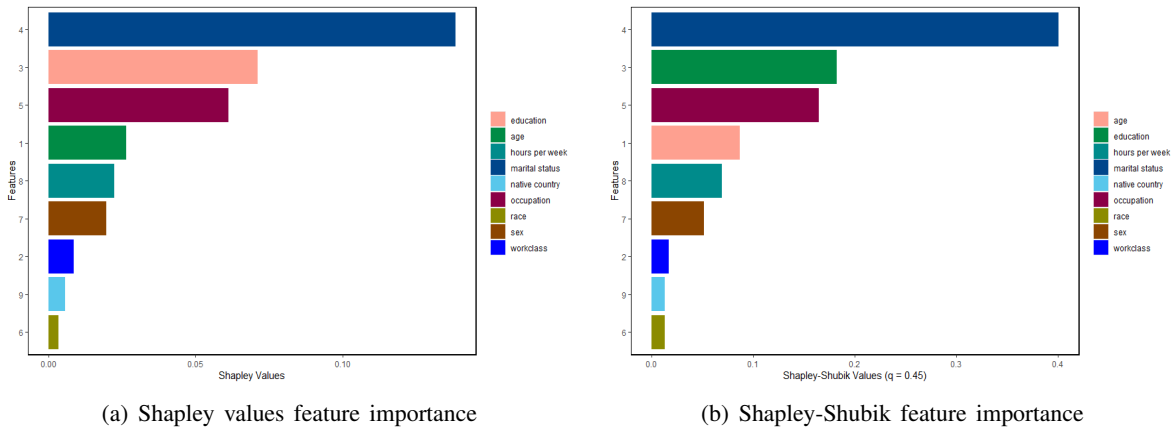 4
3
5
1
8
7
2
9
6
Features
0.00
0.05
0.10
Shapley Values
education
age
hours per week
marital status
native country
occupation
race
sex
workclass
(a) Shapley values feature importance
4
3
5
1
8
7
2
9
6
Features
0.0
0.1
0.2
0.3
0.4
Shapley-Shubik Values (q = 0.45)
age
education
hours per week
marital status
native country
occupation
race
sex
workclass
(b) Shapley-Shubik feature importance